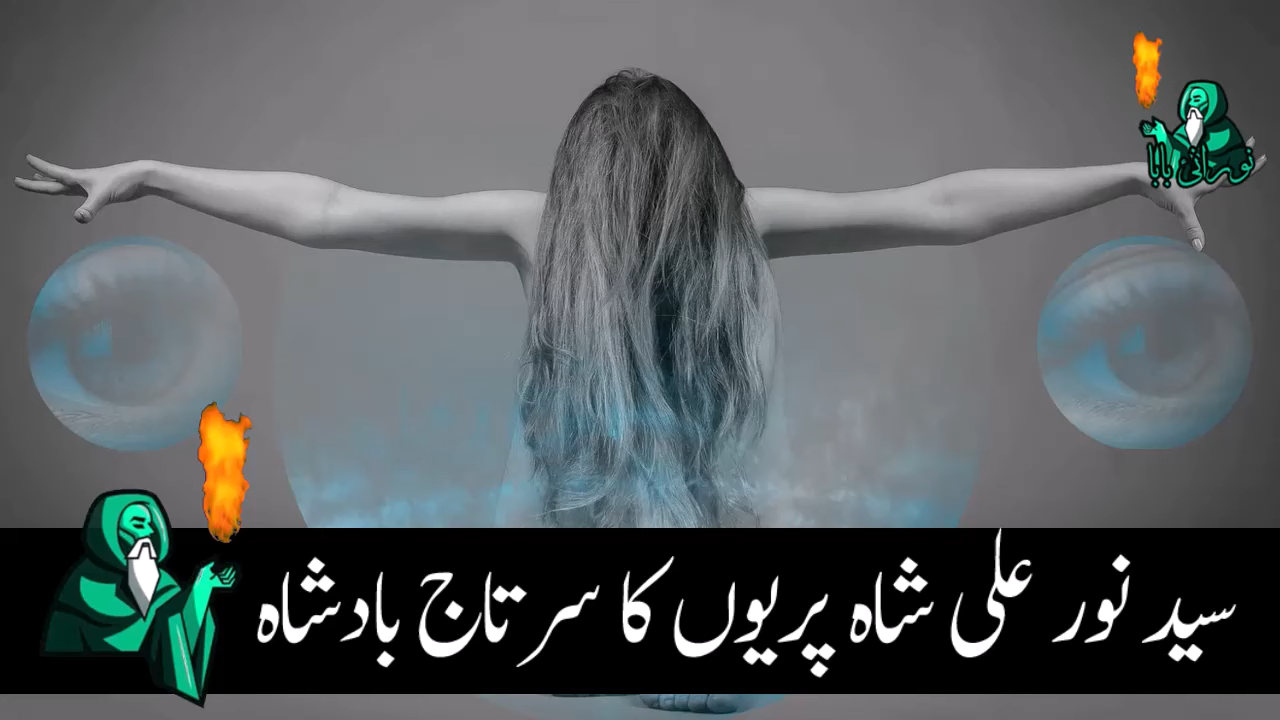 نورانی بابا
سید نور علی شاہ پریوں کا سرتاج بادشاہ